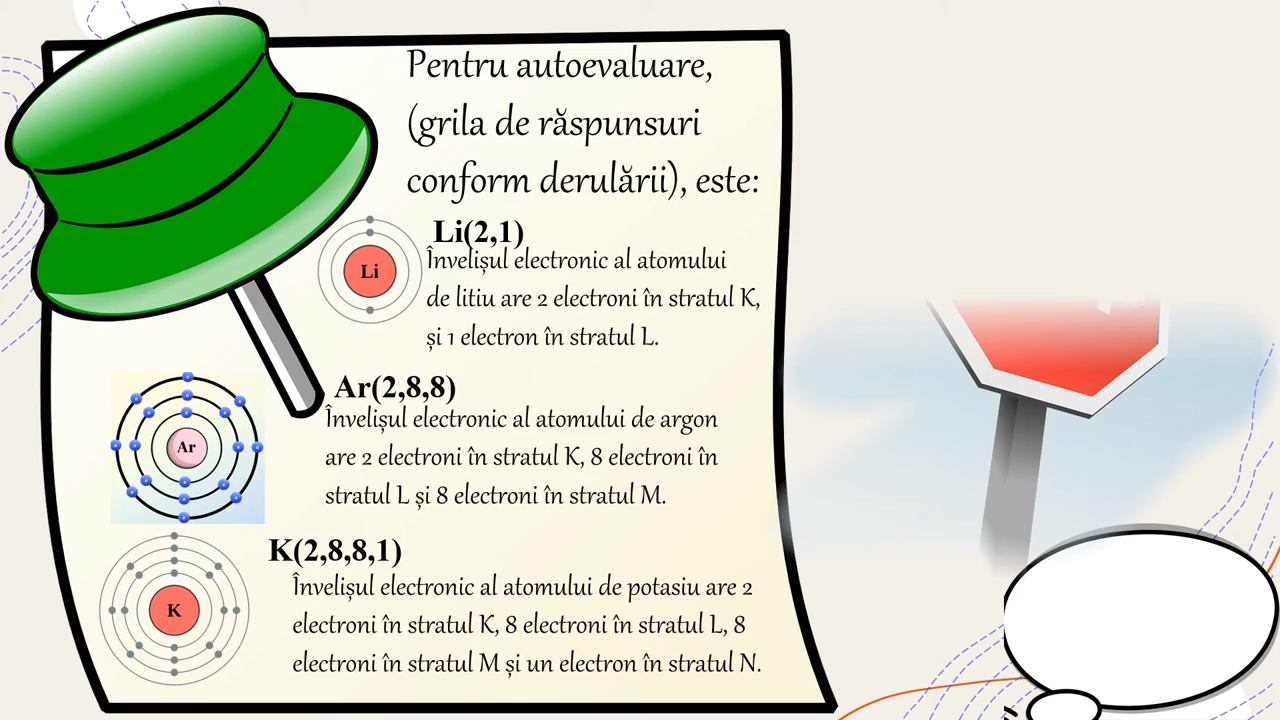 Pentru autoevaluare,
(grila de răspunsuri
conform derulării), este:
Li(2,1)
Li
Învelișul electronic al atomului
de litiu are 2 electroni în stratul K,
și 1 electron în stratul L.
Ar(2,8,8)
Ar
Învelișul electronic al atomului de argon
are 2 electroni în stratul K, 8 electroni în
stratul L și 8 electroni în stratul M.
K(2,8,8,1)
K
Învelișul electronic al atomului de potasiu are 2
electroni în stratul K, 8 electroni în stratul L, 8
electroni în stratul M și un electron în stratul N.